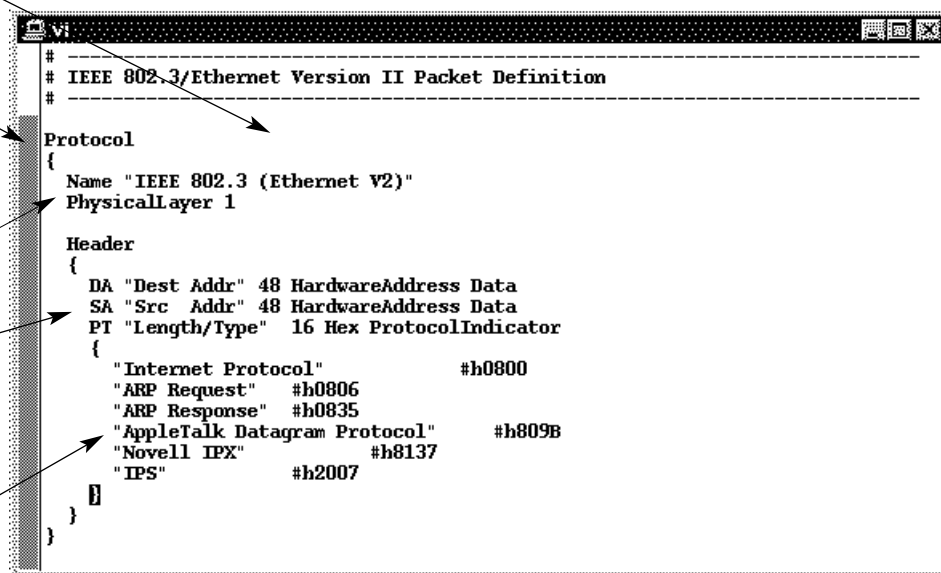 vi
# ----------------------------------------------------------------------------
# IEEE 802.3/Ethernet Version II Packet Definition
# ----------------------------------------------------------------------------
Protocol
{
Name "IEEE 802.3 (Ethernet V2)"
PhysicalLayer 1
Header
{
DA "Dest Addr" 48 HardwareAddress Data
SA "Src  Addr" 48 HardwareAddress Data
PT "Length/Type"  16 Hex ProtocolIndicator
{
"Internet Protocol"            #h0800
"ARP Request"   #h0806
"ARP Response"  #h0835
"AppleTalk Datagram Protocol"     #h809B
"Novell IPX"           #h8137
"IPS"           #h2007
}
}
}